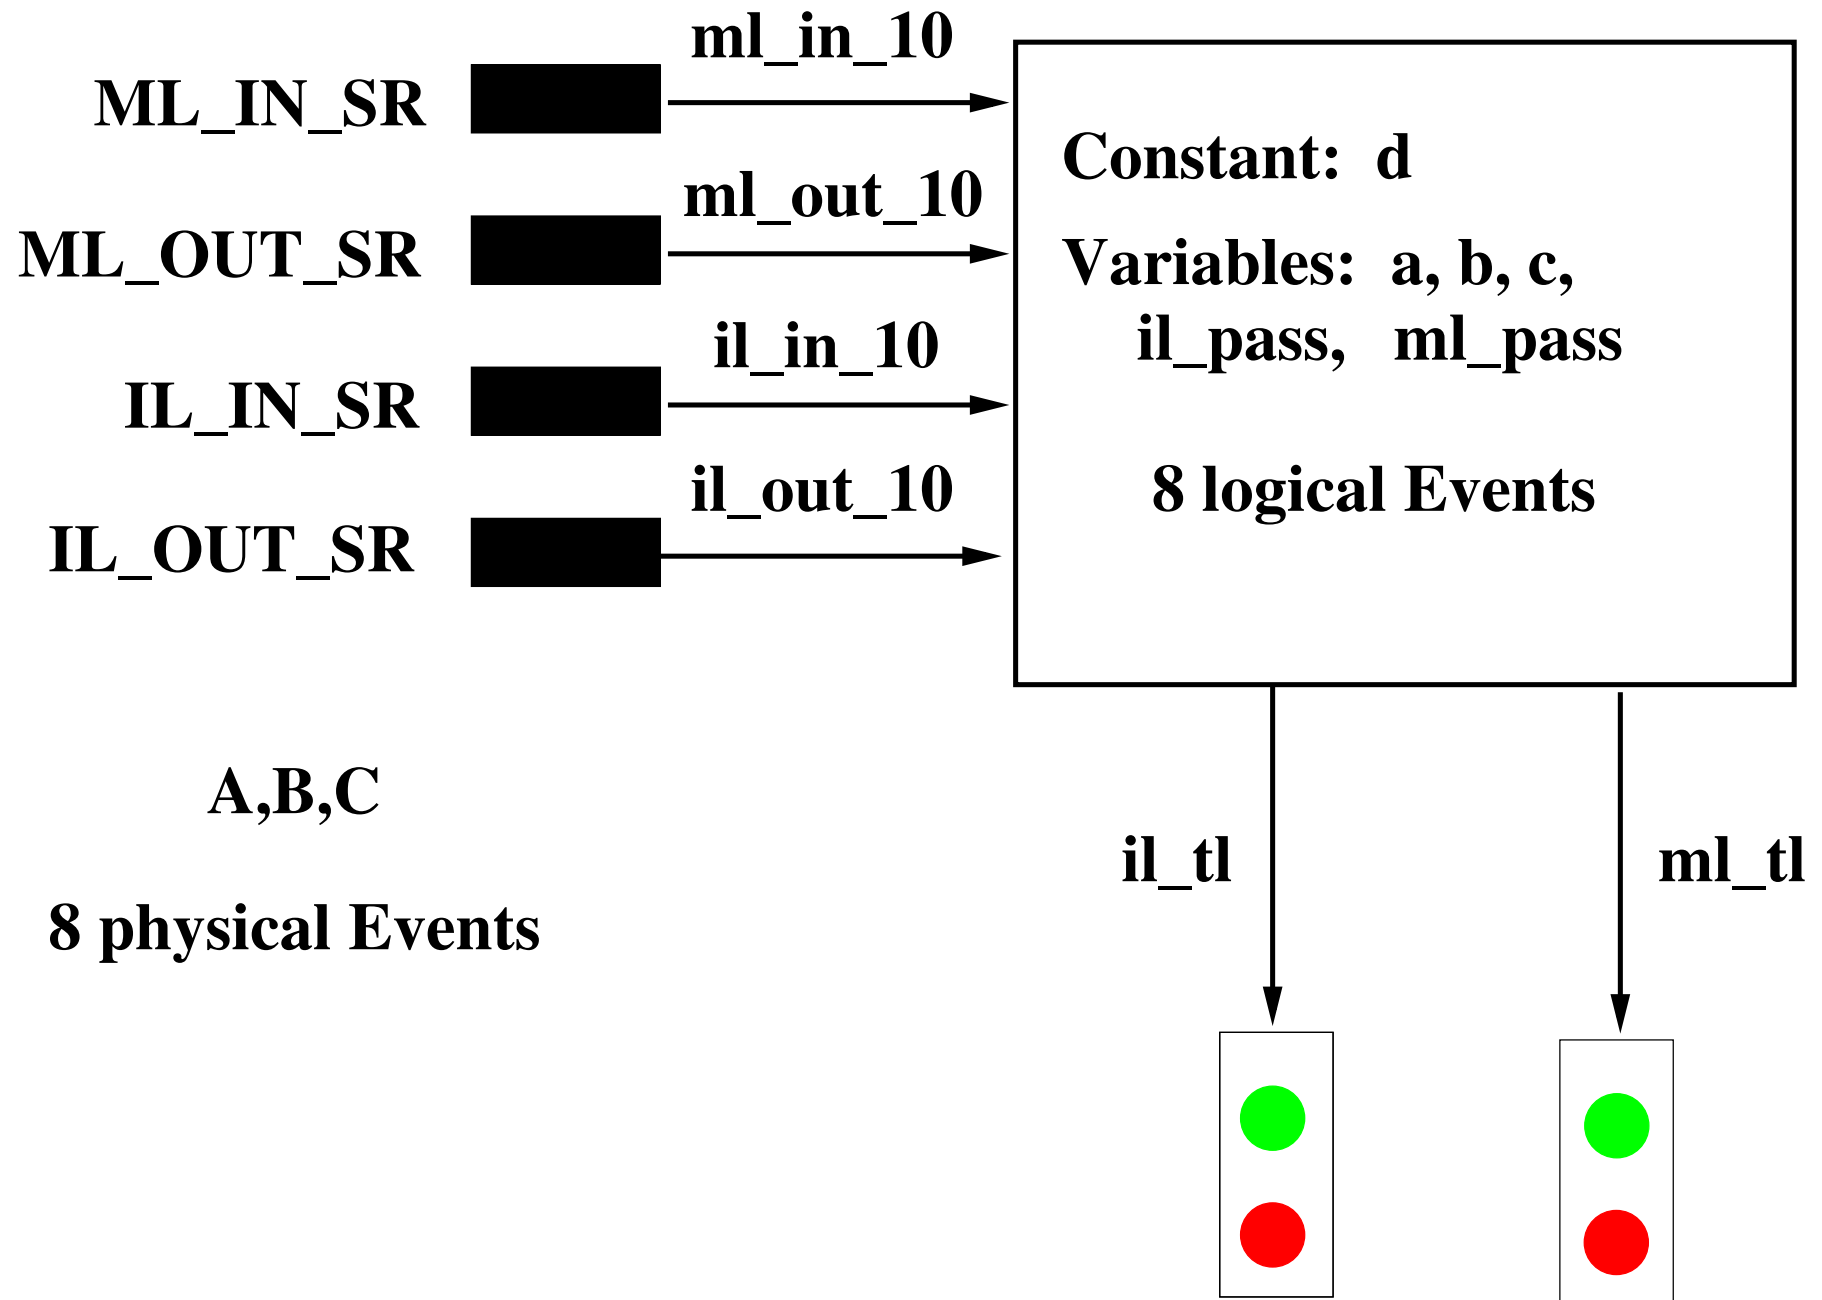 ml_in_10
ML_IN_SR
ml_out_10
ML_OUT_SR
il_in_10
IL_IN_SR
il_out_10
IL_OUT_SR
Constant: d
Variables: a, b, c,
il_pass, ml_pass
8 logical Events
A,B,C
8 physical Events
il_tl
ml_tl